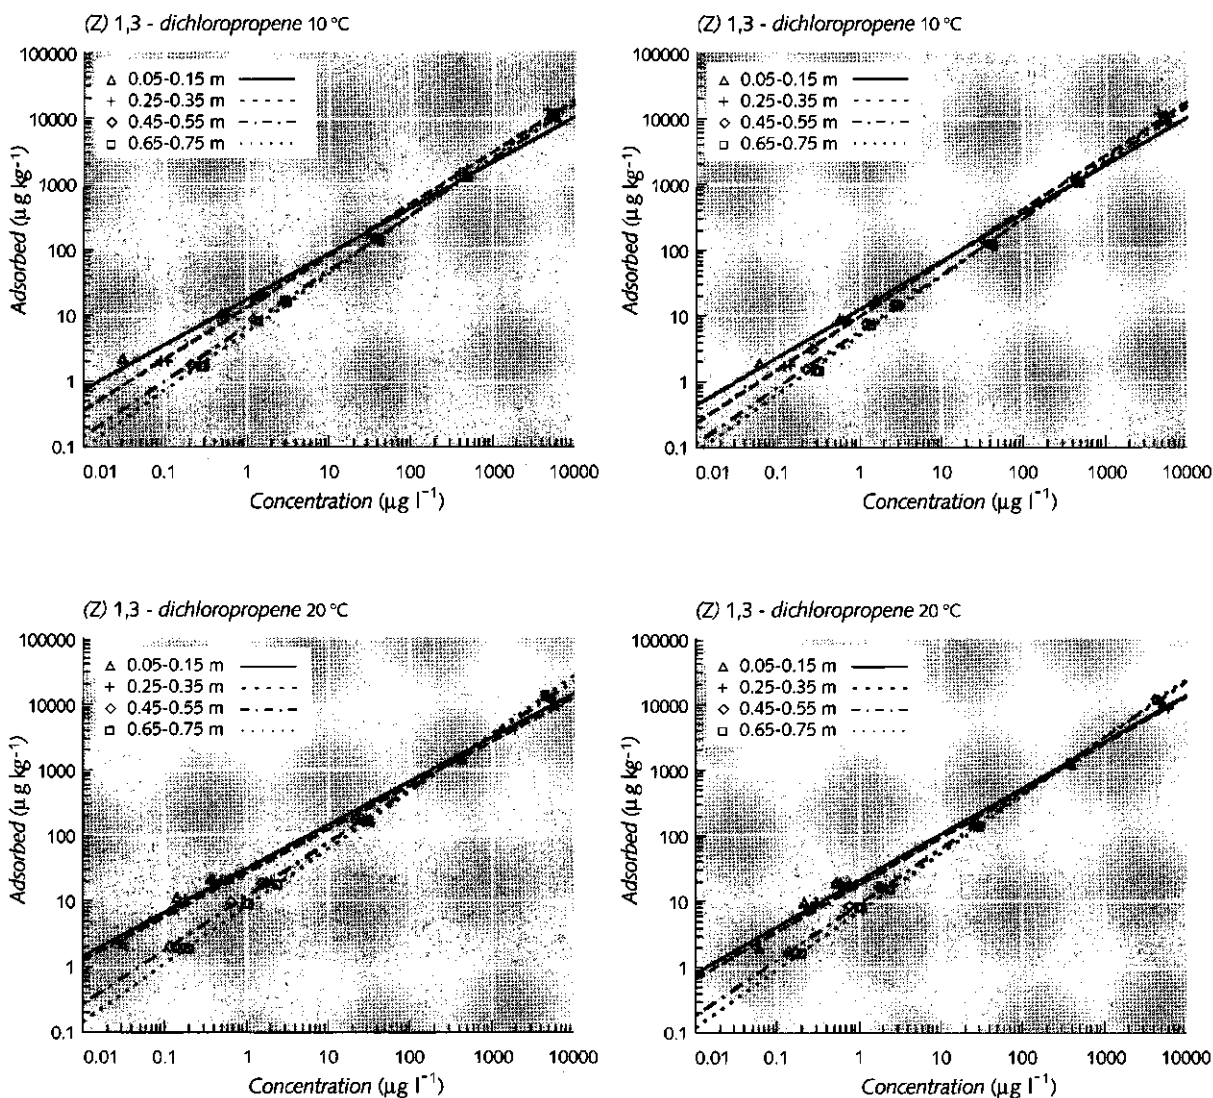 (Z) 1,3 - dichloropropene 10 °C
100000
10000
1000
100
10
1
0.1
Adsorbed (μg kg⁻¹)
0.05-0.15 m
0.25-0.35 m
0.45-0.55 m
0.65-0.75 m
0.01 0.1 1 10 100 1000 10000
Concentration (μg l⁻¹)
(Z) 1,3 - dichloropropene 10 °C
100000
10000
1000
100
10
1
0.1
Adsorbed (μg kg⁻¹)
0.05-0.15 m
0.25-0.35 m
0.45-0.55 m
0.65-0.75 m
0.01 0.1 1 10 100 1000 10000
Concentration (μg l⁻¹)
(Z) 1,3 - dichloropropene 20 °C
100000
10000
1000
100
10
1
0.1
Adsorbed (μg kg⁻¹)
0.05-0.15 m
0.25-0.35 m
0.45-0.55 m
0.65-0.75 m
0.01 0.1 1 10 100 1000 10000
Concentration (μg l⁻¹)
(Z) 1,3 - dichloropropene 20 °C
100000
10000
1000
100
10
1
0.1
Adsorbed (μg kg⁻¹)
0.05-0.15 m
0.25-0.35 m
0.45-0.55 m
0.65-0.75 m
0.01 0.1 1 10 100 1000 10000
Concentration (μg l⁻¹)